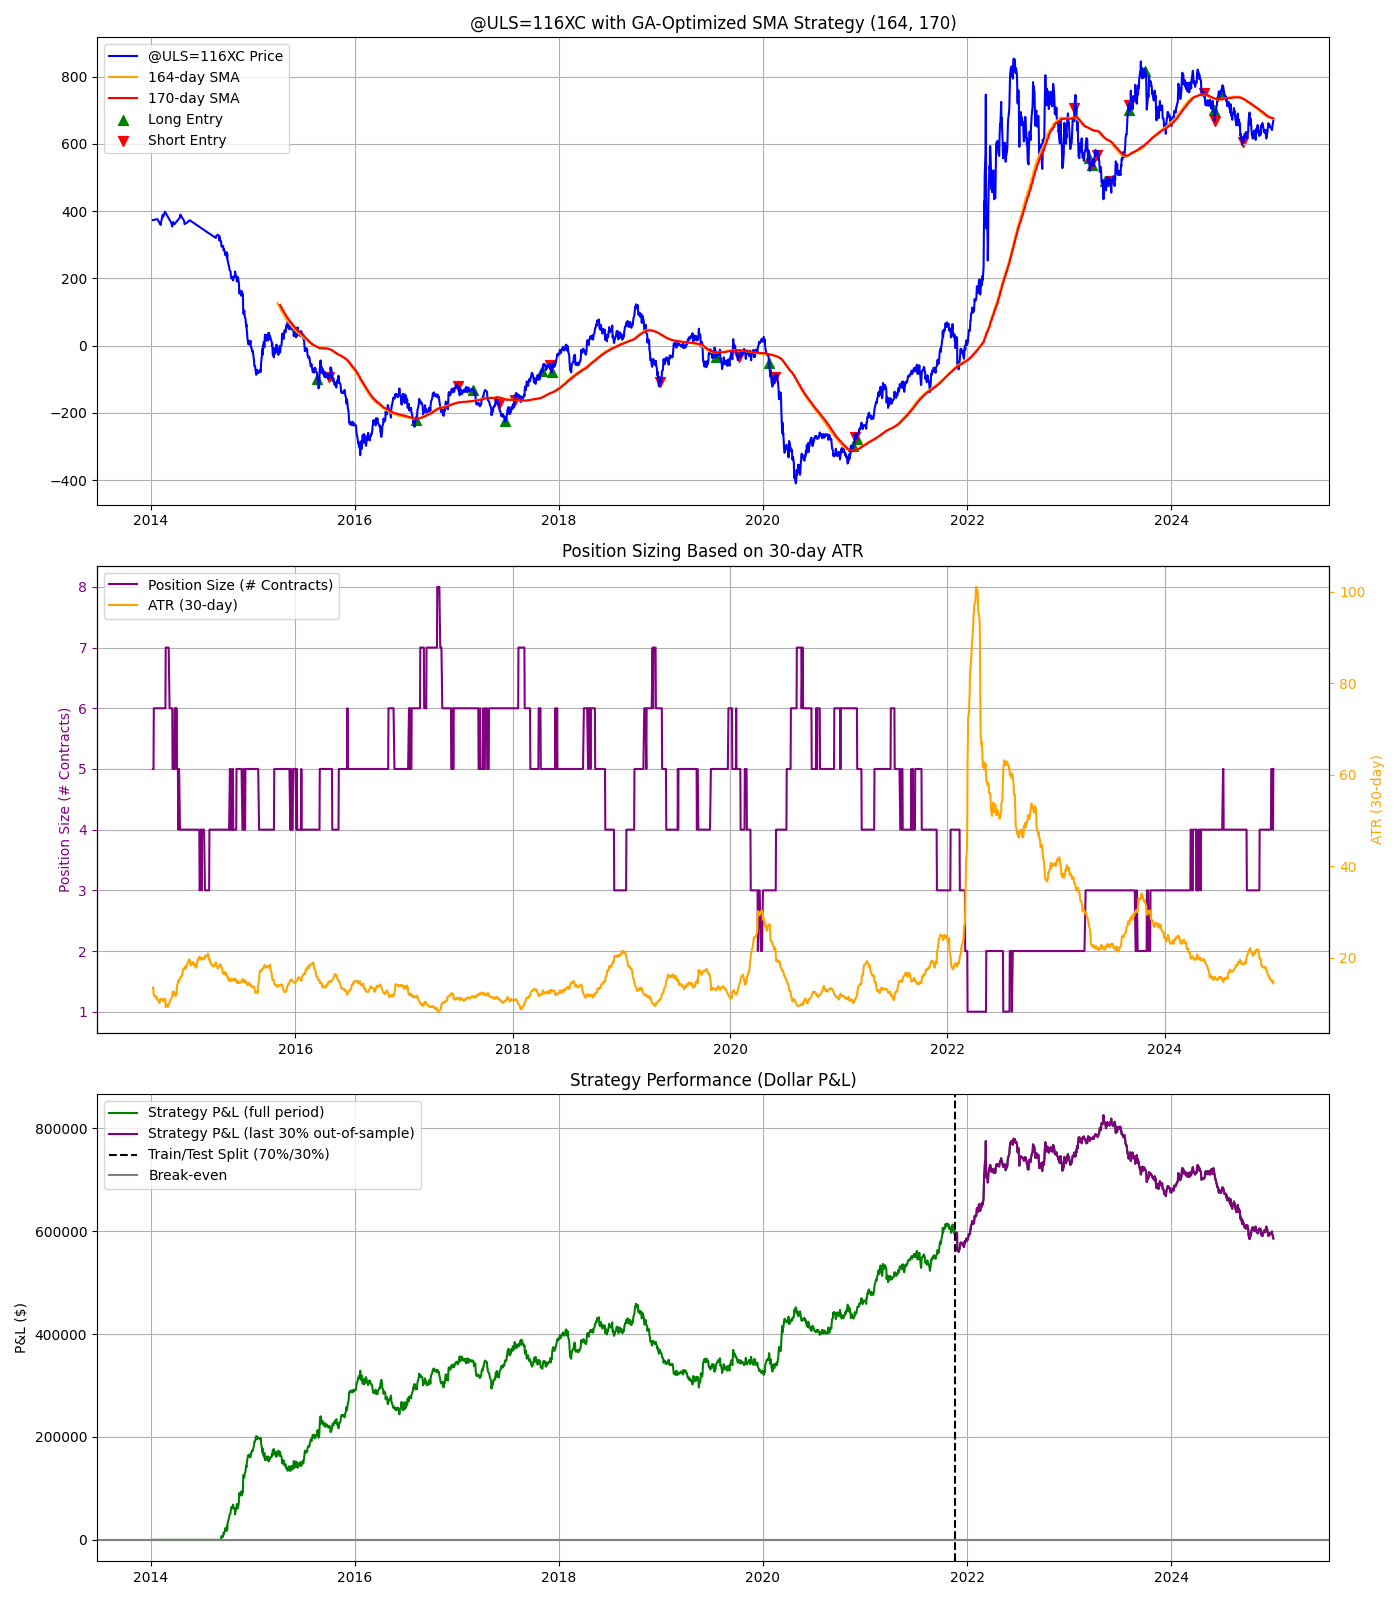 @ULS=116XC with GA-Optimized SMA Strategy (164, 170)
@ULS=116XC Price
164-day SMA
170-day SMA
Long Entry
Short Entry
800
600
400
200
0
−200
−400
2014 2016 2018 2020 2022 2024
Position Sizing Based on 30-day ATR
Position Size (# Contracts)
ATR (30-day)
8
7
6
5
4
3
2
1
Position Size (# Contracts)
100
80
60
40
20
ATR (30-day)
2016 2018 2020 2022 2024
Strategy Performance (Dollar P&L)
Strategy P&L (full period)
Strategy P&L (last 30% out-of-sample)
Train/Test Split (70%/30%)
Break-even
800000
600000
400000
200000
0
P&L ($)
2014 2016 2018 2020 2022 2024